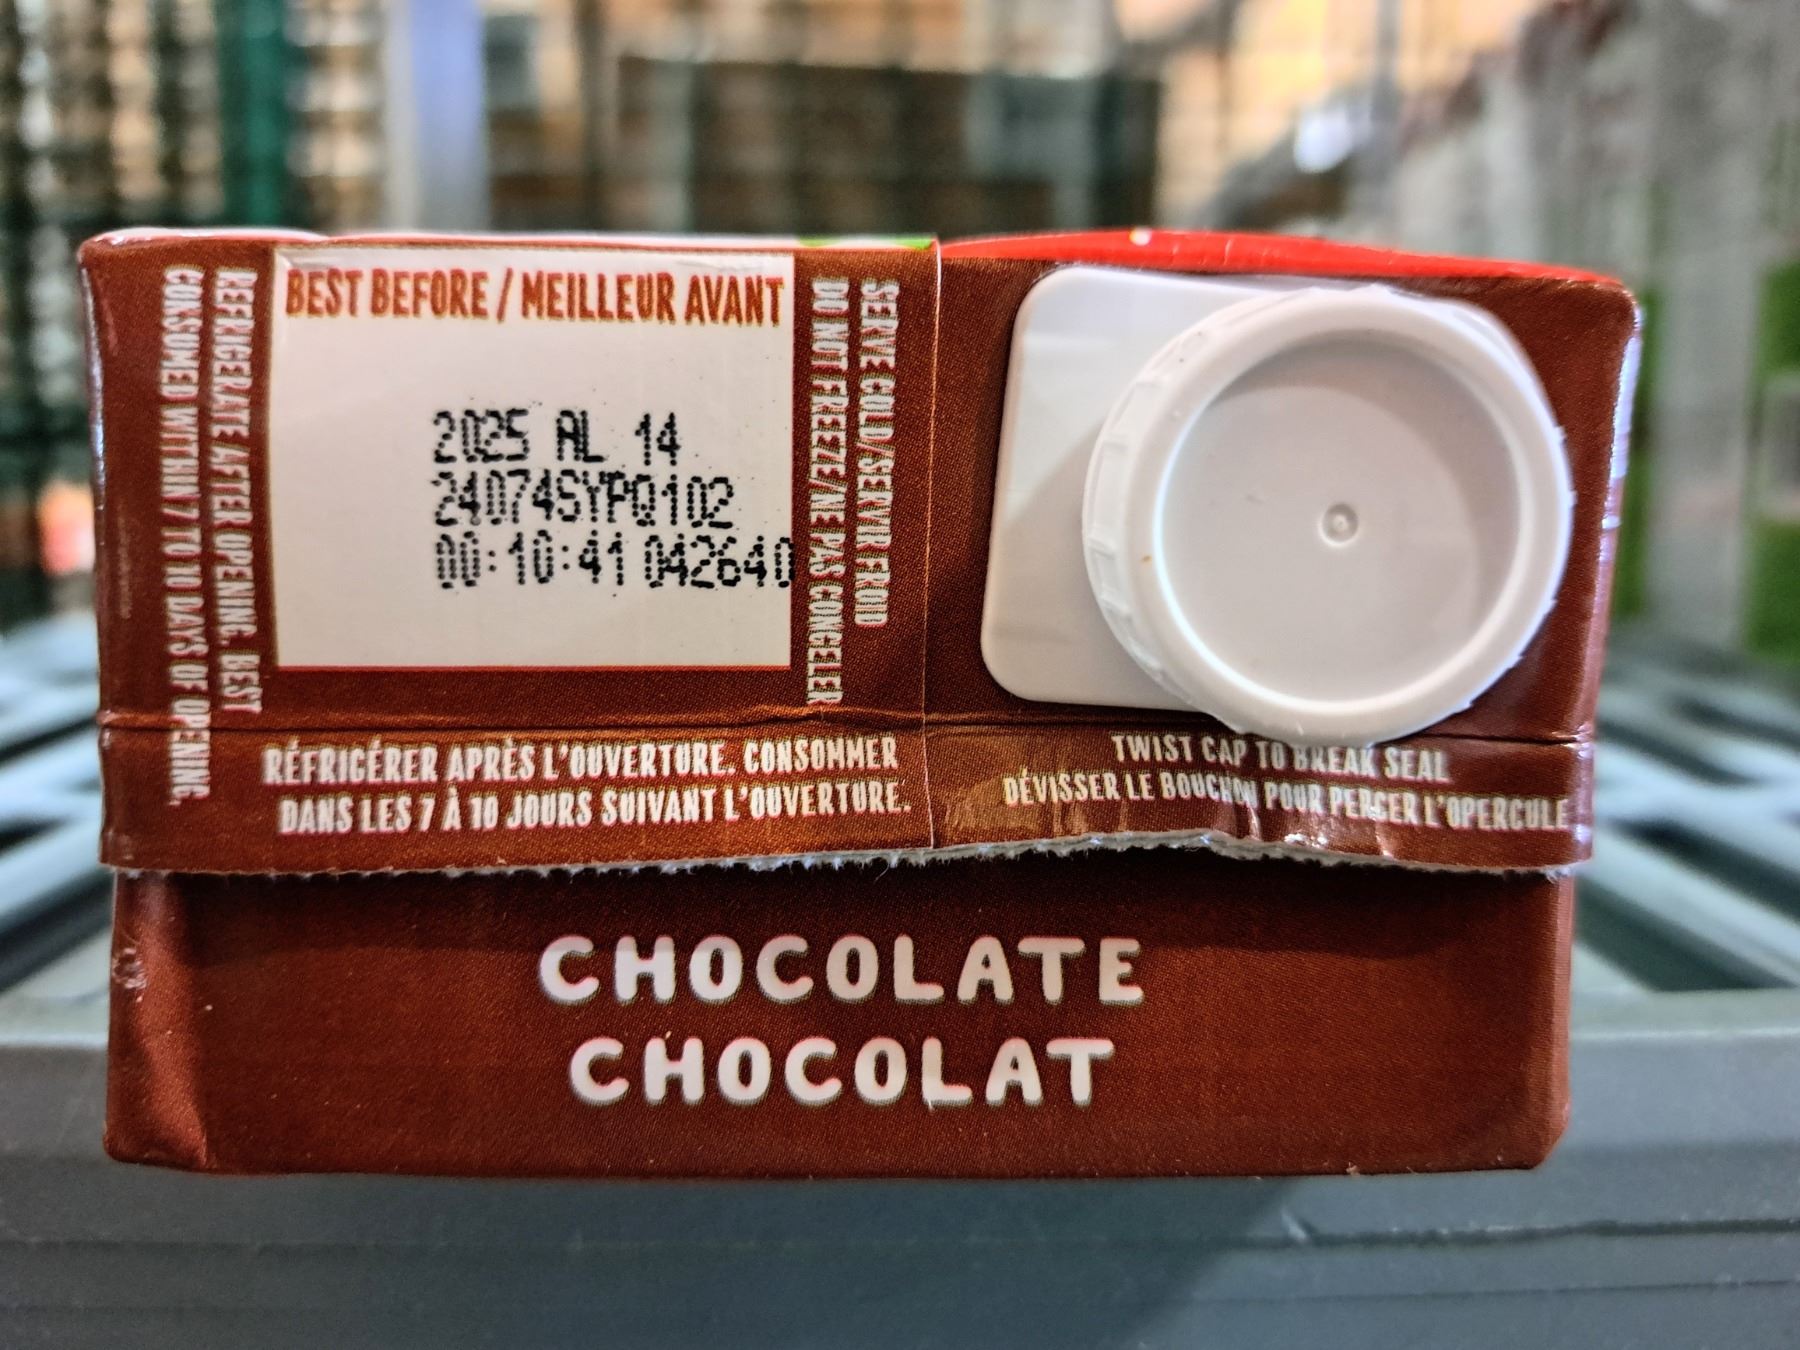 BEST BEFORE / MEILLEUR AVANT
2025 AL 14
24074SYPQ102
00:10:41 042640
REFRIGERATE AFTER OPENING. BEST
CONSUMED WITHIN 7 TO 10 DAYS OF OPENING.
SERVE COLD/SERVIR FROID
DO NOT FREEZE/NE PAS CONGELER
RÉFRIGÉRER APRÈS L'OUVERTURE. CONSOMMER
DANS LES 7 À 10 JOURS SUIVANT L'OUVERTURE.
TWIST CAP TO BREAK SEAL
DÉVISSER LE BOUCHON POUR PERCER L'OPERCULE
CHOCOLATE
CHOCOLAT